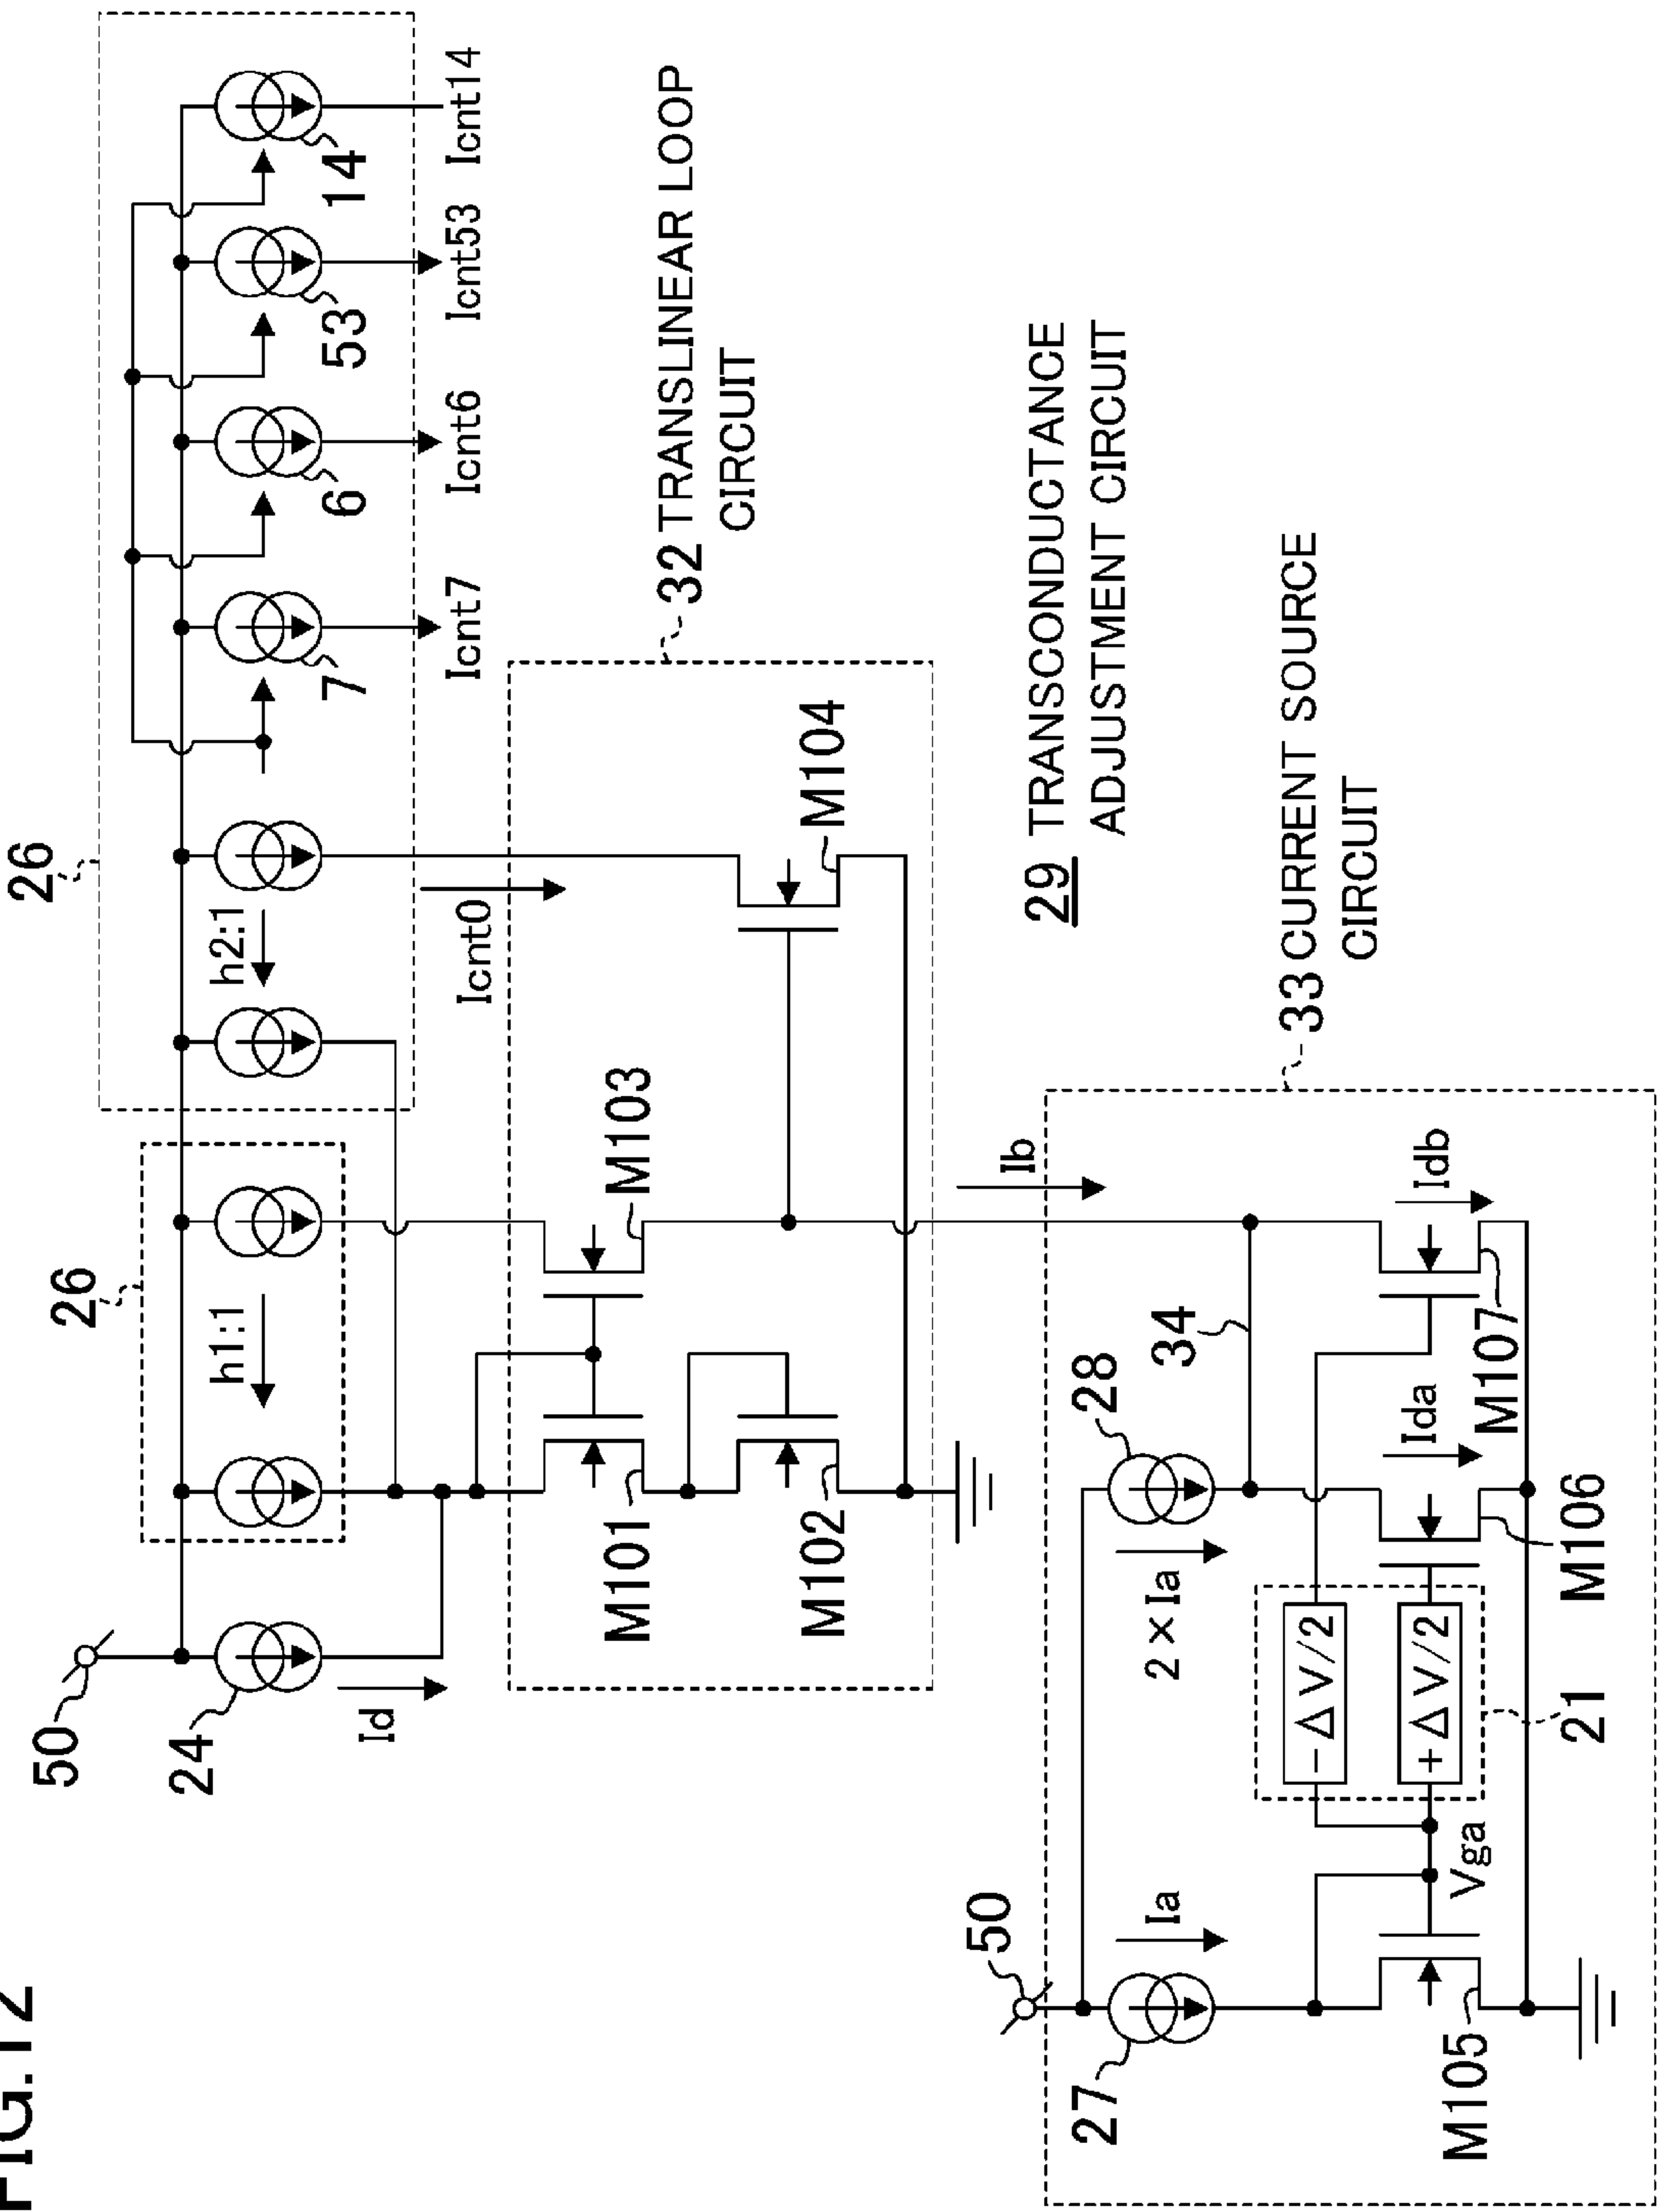 FIG.12
26
14
53
6
7
Icnt14
Icnt53
Icnt6
Icnt7
h2:1
Icnt0
26
h1:1
50
24
Id
32 TRANSLINEAR LOOP
CIRCUIT
M101
M102
M103
M104
29 TRANSCONDUCTANCE
ADJUSTMENT CIRCUIT
33 CURRENT SOURCE
CIRCUIT
Ib
50
27
Ia
28
2×Ia
34
-ΔV/2
+ΔV/2
21
Vga
Ida
Idb
M105
M106
M107